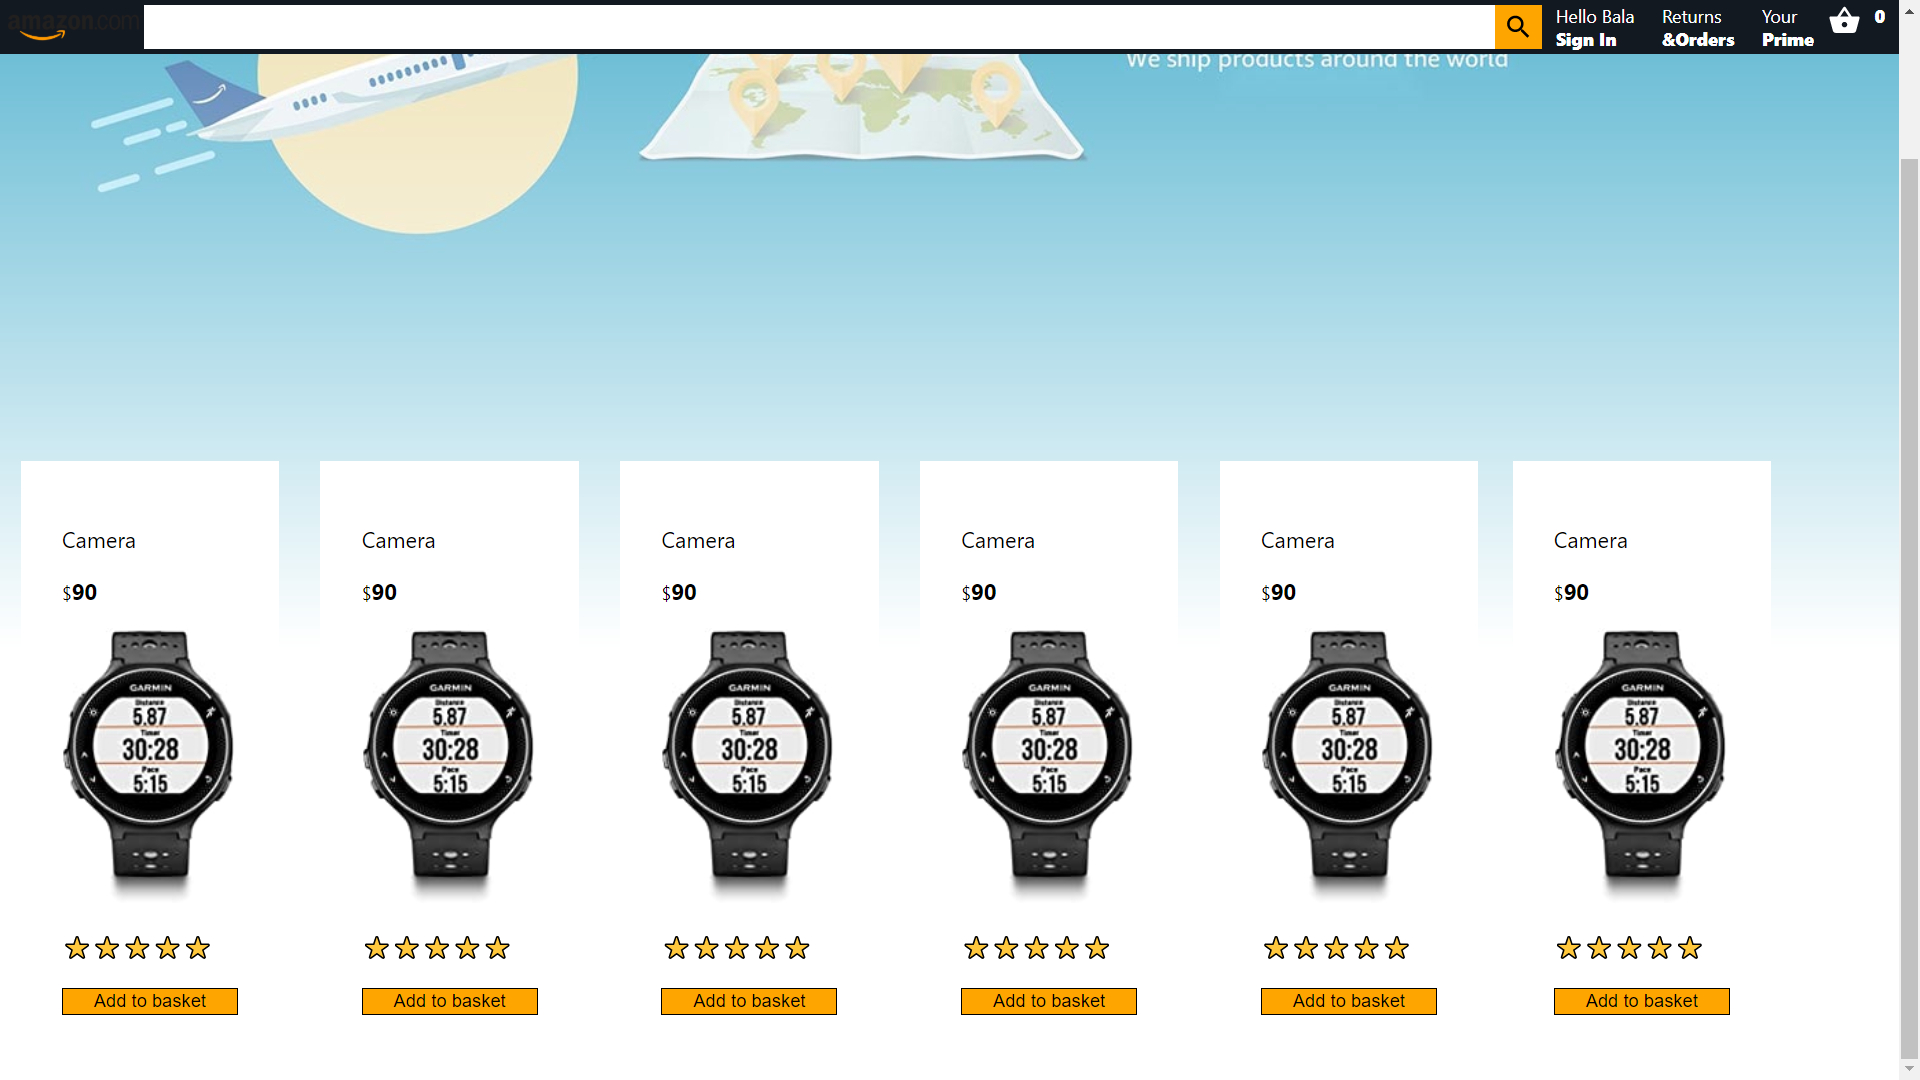 amazon.com
Hello Bala
Sign In
Returns
&Orders
Your
Prime
0
We ship products around the world
Camera
$90
GARMIN
Distance
5.87
Timer
30:28
Pace
5:15
Add to basket
Camera
$90
GARMIN
Distance
5.87
Timer
30:28
Pace
5:15
Add to basket
Camera
$90
GARMIN
Distance
5.87
Timer
30:28
Pace
5:15
Add to basket
Camera
$90
GARMIN
Distance
5.87
Timer
30:28
Pace
5:15
Add to basket
Camera
$90
GARMIN
Distance
5.87
Timer
30:28
Pace
5:15
Add to basket
Camera
$90
GARMIN
Distance
5.87
Timer
30:28
Pace
5:15
Add to basket